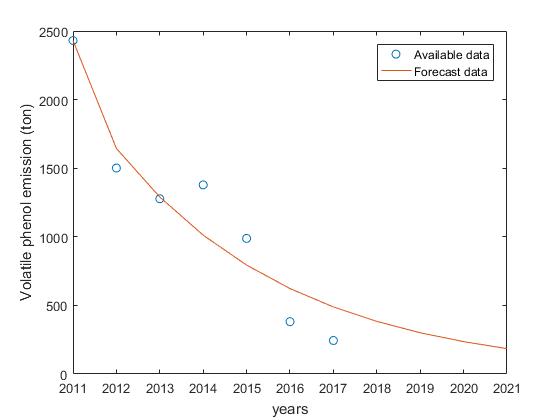 2500
2000
1500
1000
500
0
Volatile phenol emission (ton)
Available data
Forecast data
2011 2012 2013 2014 2015 2016 2017 2018 2019 2020 2021
years